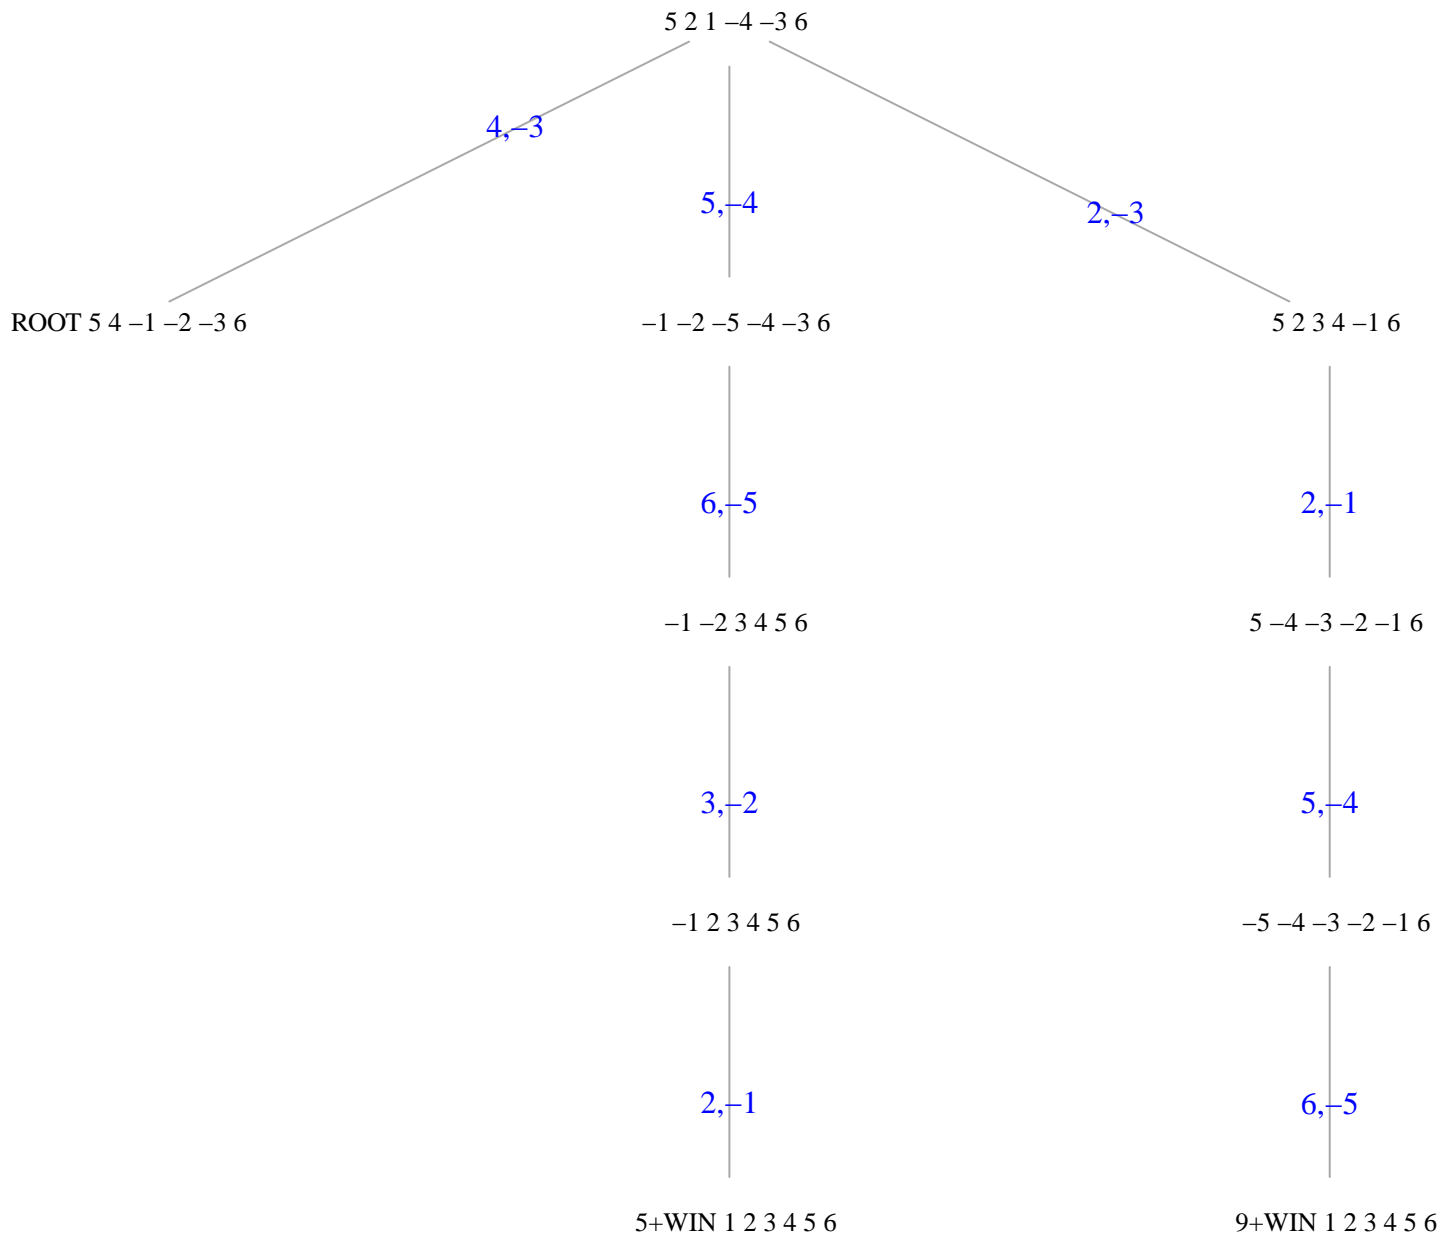 5 2 1 –4 –3 6
4,–3
5,–4
2,–3
ROOT 5 4 –1 –2 –3 6
–1 –2 –5 –4 –3 6
5 2 3 4 –1 6
6,–5
2,–1
–1 –2 3 4 5 6
5 –4 –3 –2 –1 6
3,–2
5,–4
–1 2 3 4 5 6
–5 –4 –3 –2 –1 6
2,–1
6,–5
5+WIN 1 2 3 4 5 6
9+WIN 1 2 3 4 5 6